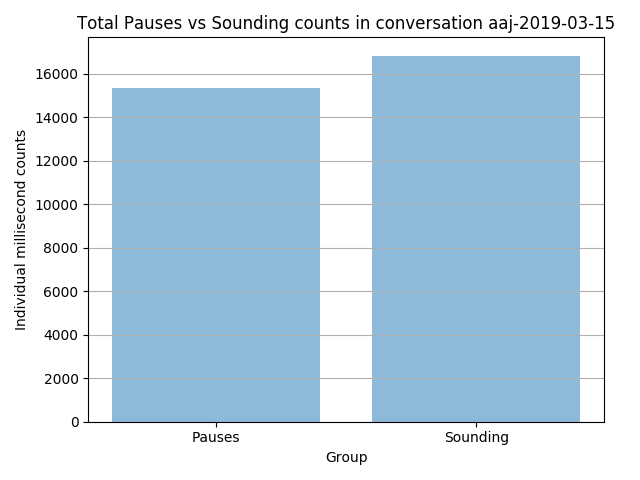 Total Pauses vs Sounding counts in conversation aaj-2019-03-15
Individual millisecond counts
16000
14000
12000
10000
8000
6000
4000
2000
0
Pauses Sounding
Group